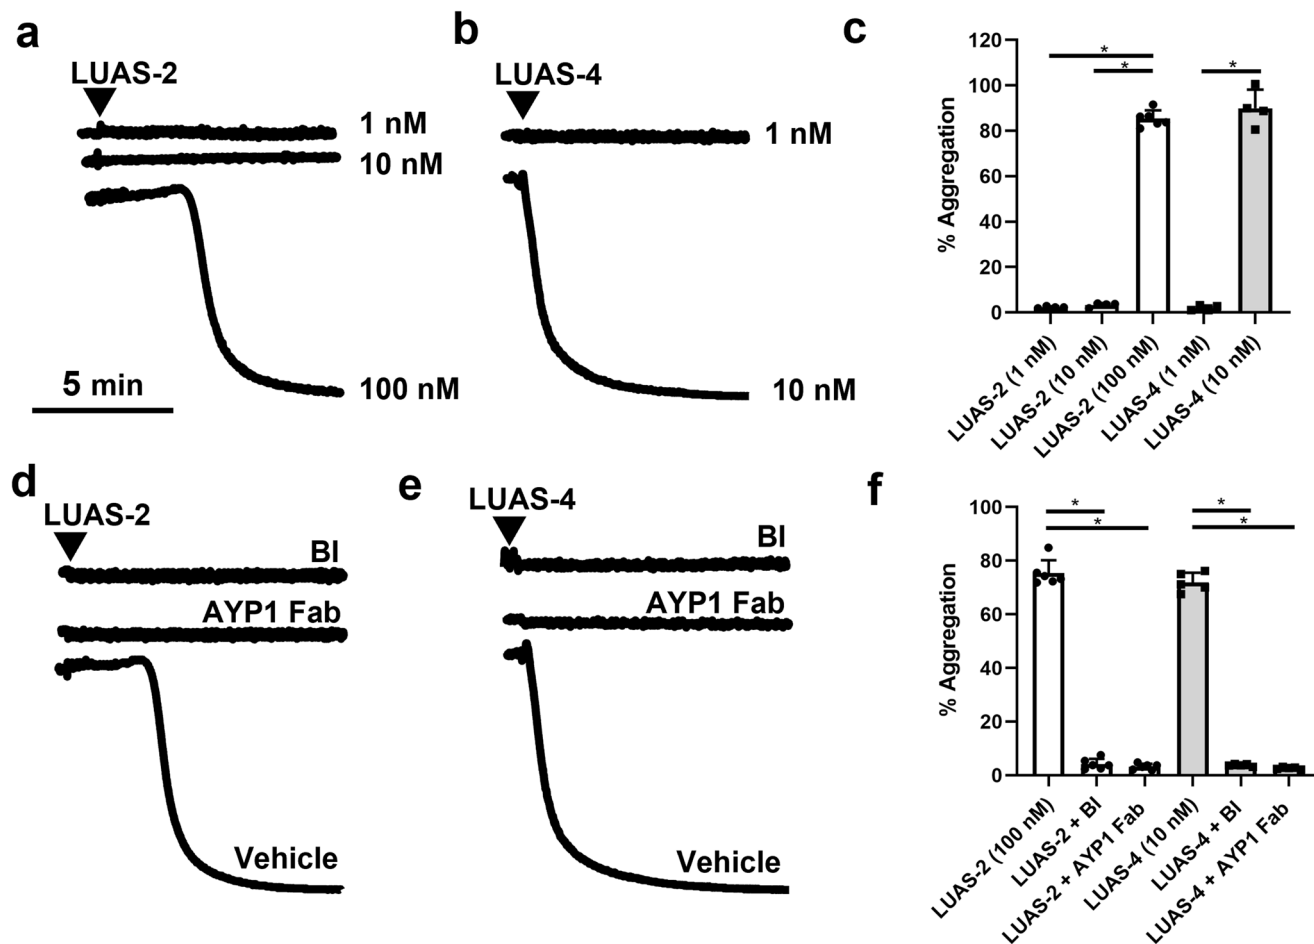 a
LUAS-2
1 nM
10 nM
100 nM
5 min
b
LUAS-4
1 nM
10 nM
c
% Aggregation
120
100
80
60
40
20
0
LUAS-2 (1 nM)
LUAS-2 (10 nM)
LUAS-2 (100 nM)
LUAS-4 (1 nM)
LUAS-4 (10 nM)
*
*
*
d
LUAS-2
BI
AYP1 Fab
Vehicle
e
LUAS-4
BI
AYP1 Fab
Vehicle
f
% Aggregation
100
80
60
40
20
0
LUAS-2 (100 nM)
LUAS-2 + BI
LUAS-2 + AYP1 Fab
LUAS-4 (10 nM)
LUAS-4 + BI
LUAS-4 + AYP1 Fab
*
*
*
*